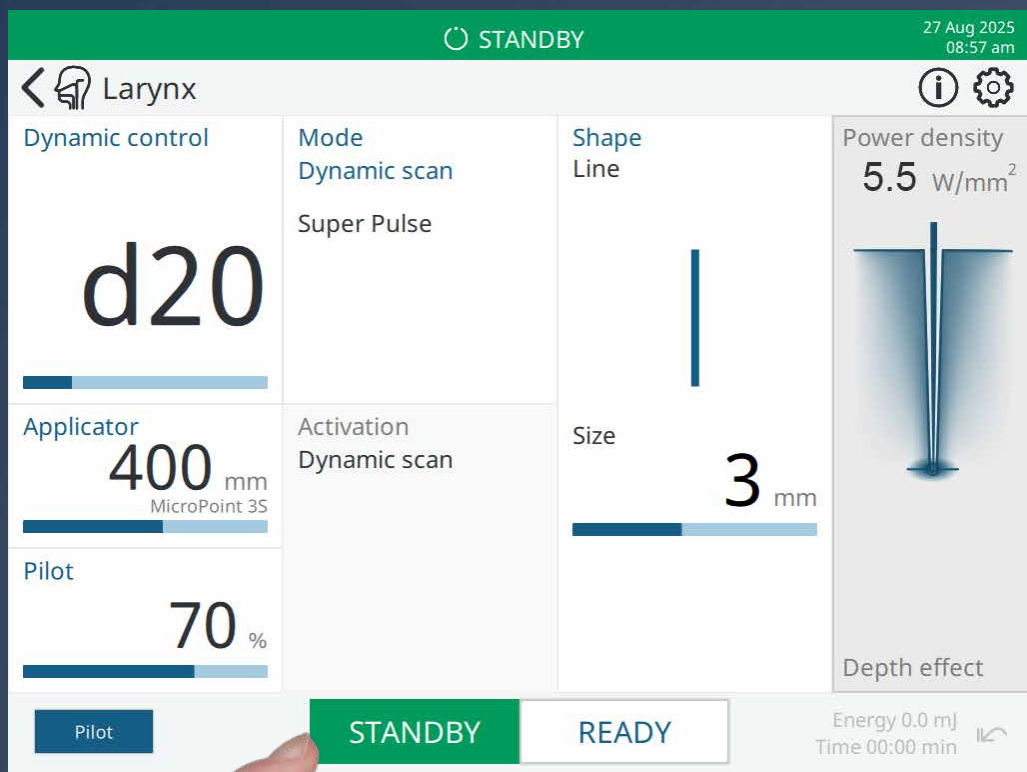 STANDBY
27 Aug 2025
08:57 am
Larynx
Dynamic control
d20
Mode
Dynamic scan
Super Pulse
Shape
Line
Power density
5.5 W/mm²
Applicator
400 mm
MicroPoint 3S
Activation
Dynamic scan
Size
3 mm
Pilot
70 %
Depth effect
Pilot
STANDBY
READY
Energy 0.0 mJ
Time 00:00 min